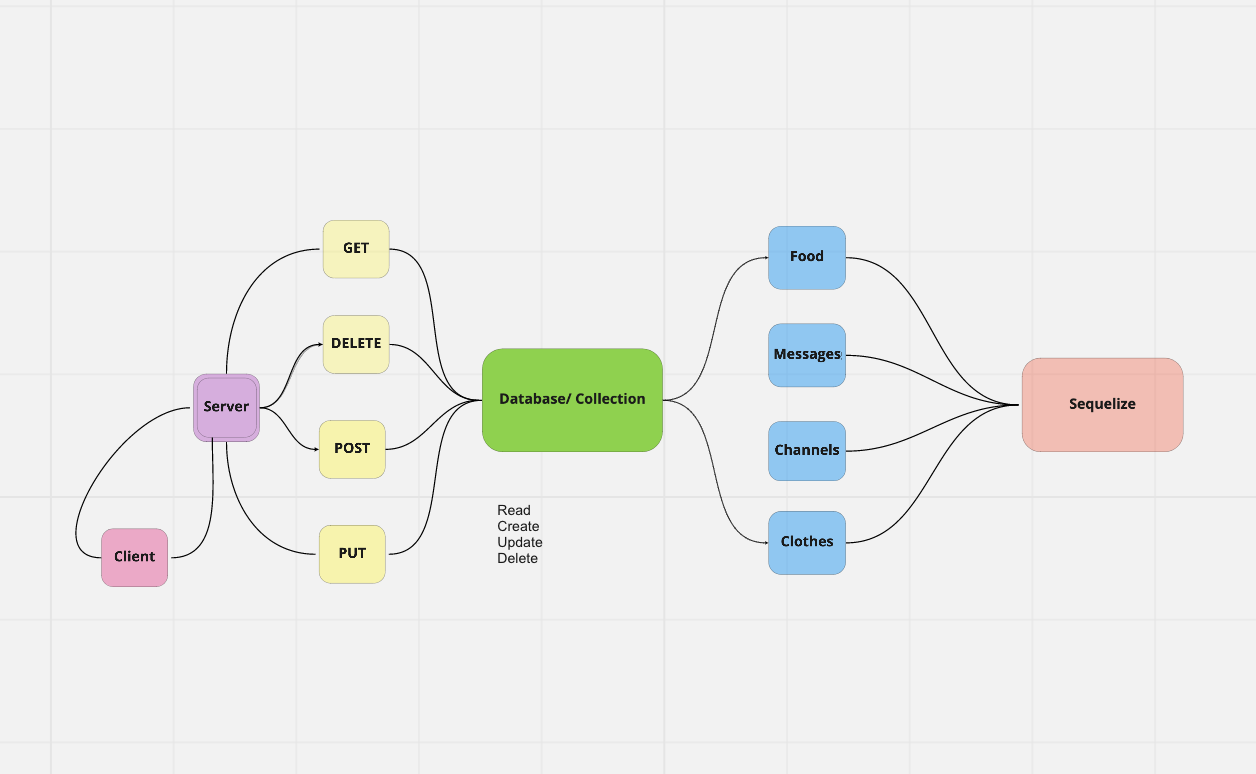 GET
DELETE
Server
POST
PUT
Client
Database/ Collection
Read
Create
Update
Delete
Food
Messages
Channels
Clothes
Sequelize